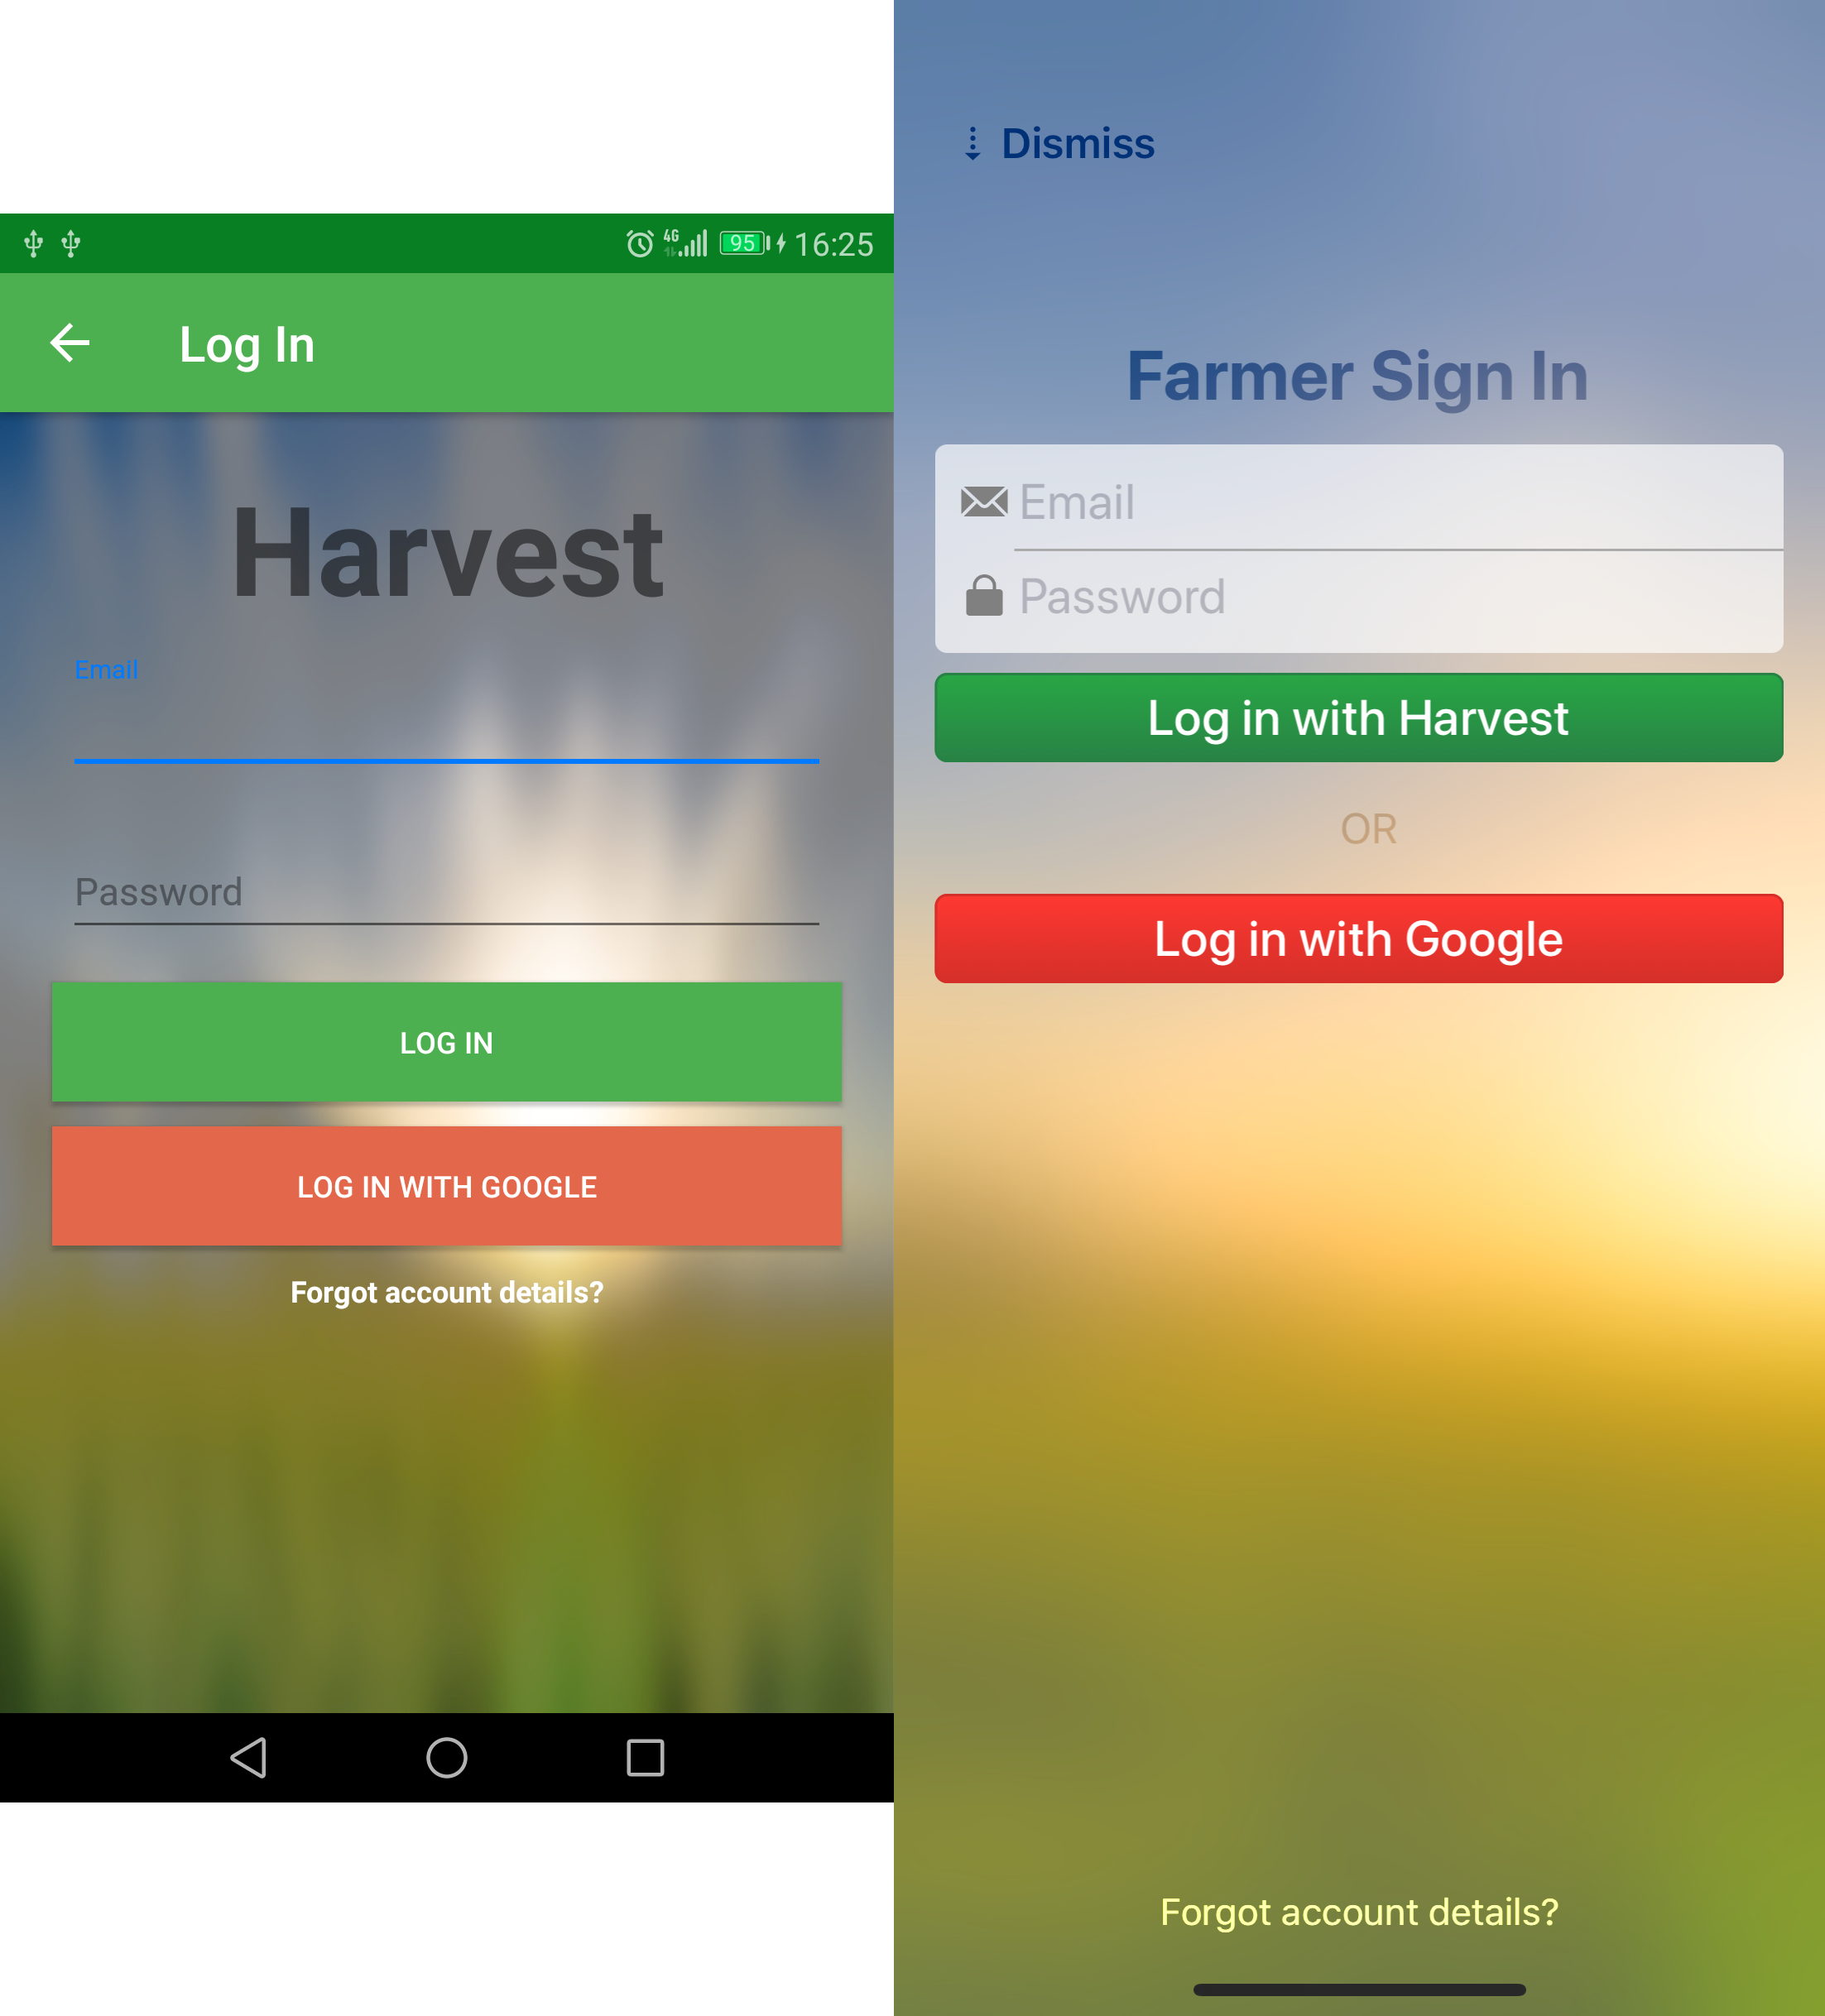 4G 95 16:25
Log In
Harvest
Email
Password
LOG IN
LOG IN WITH GOOGLE
Forgot account details?
Dismiss
Farmer Sign In
Email
Password
Log in with Harvest
OR
Log in with Google
Forgot account details?